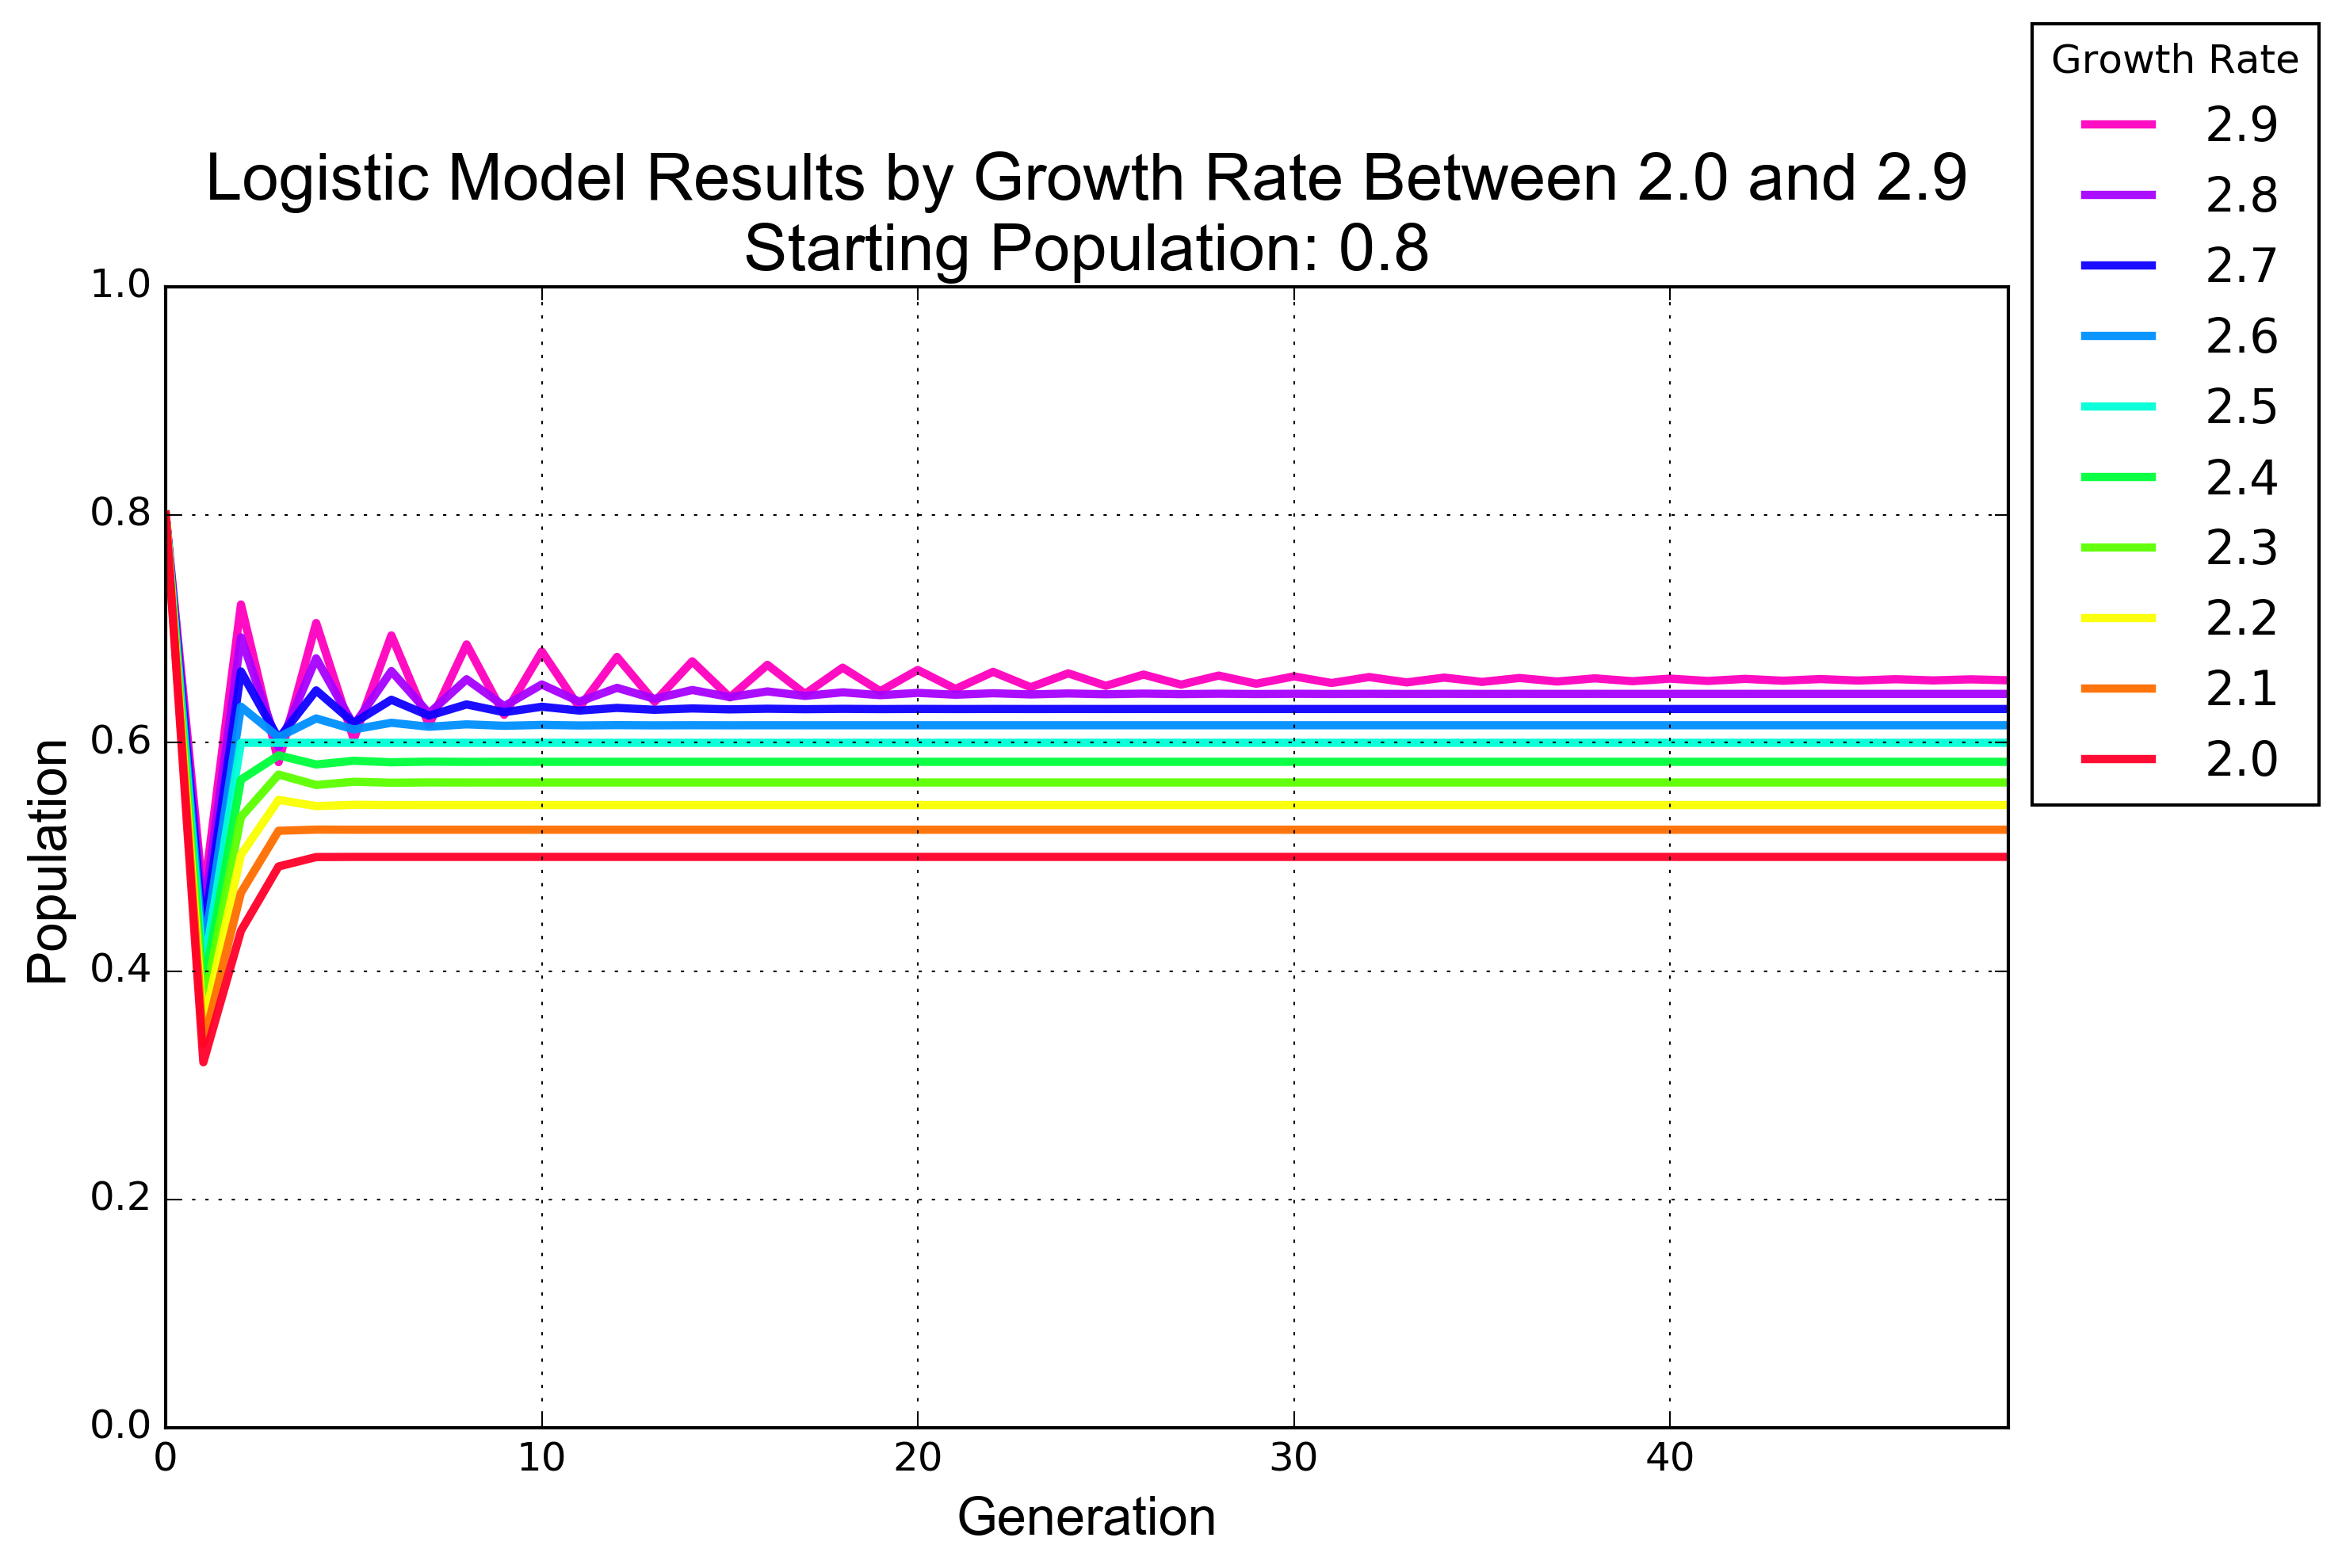 Logistic Model Results by Growth Rate Between 2.0 and 2.9
Starting Population: 0.8
Growth Rate
2.9
2.8
2.7
2.6
2.5
2.4
2.3
2.2
2.1
2.0
Population
1.0
0.8
0.6
0.4
0.2
0.0
0 10 20 30 40
Generation